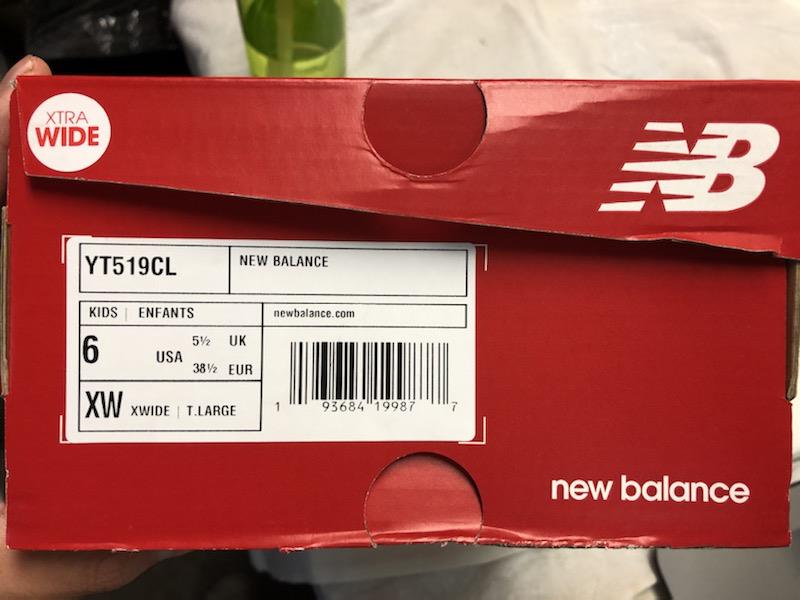 XTRA
WIDE
NB
YT519CL
NEW BALANCE
KIDS | ENFANTS
newbalance.com
6 USA 5½ UK
38½ EUR
XW XWIDE | T.LARGE
1 93684 19987 7
new balance